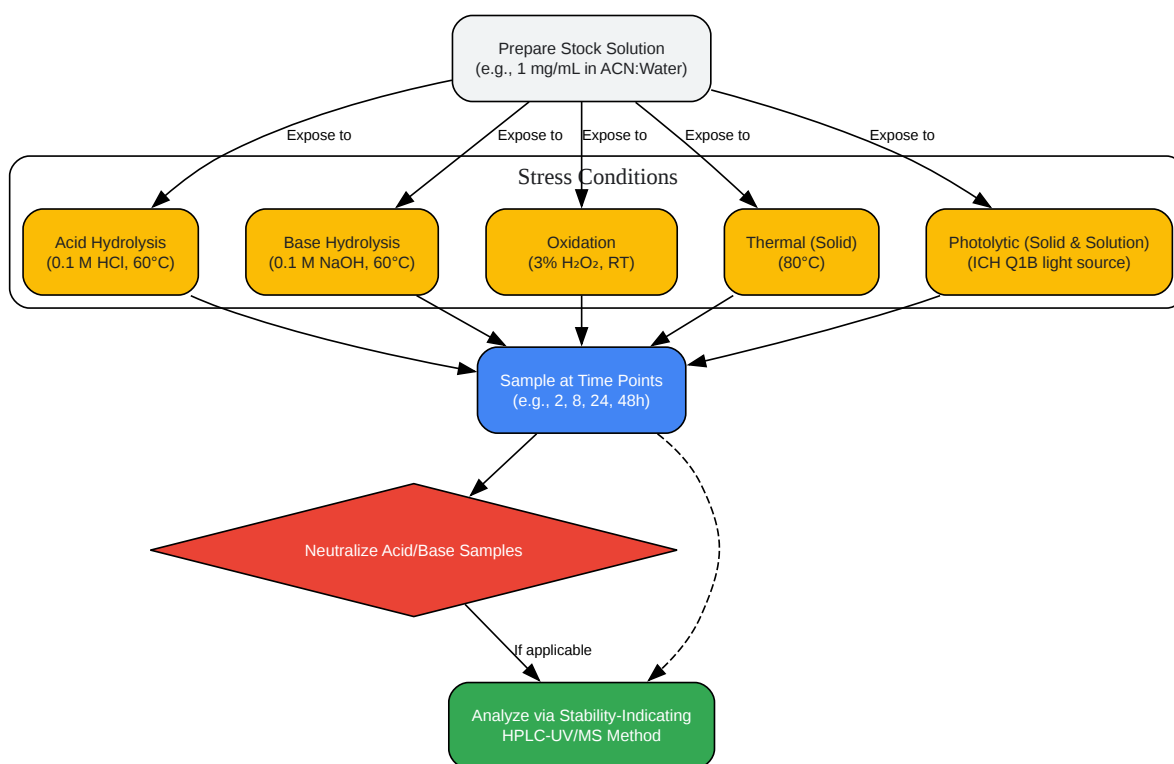 Prepare Stock Solution
(e.g., 1 mg/mL in ACN:Water)
Expose to
Expose to
Expose to
Expose to
Expose to
Stress Conditions
Acid Hydrolysis
(0.1 M HCl, 60°C)
Base Hydrolysis
(0.1 M NaOH, 60°C)
Oxidation
(3% H₂O₂, RT)
Thermal (Solid)
(80°C)
Photolytic (Solid & Solution)
(ICH Q1B light source)
Sample at Time Points
(e.g., 2, 8, 24, 48h)
Neutralize Acid/Base Samples
If applicable
Analyze via Stability-Indicating
HPLC-UV/MS Method